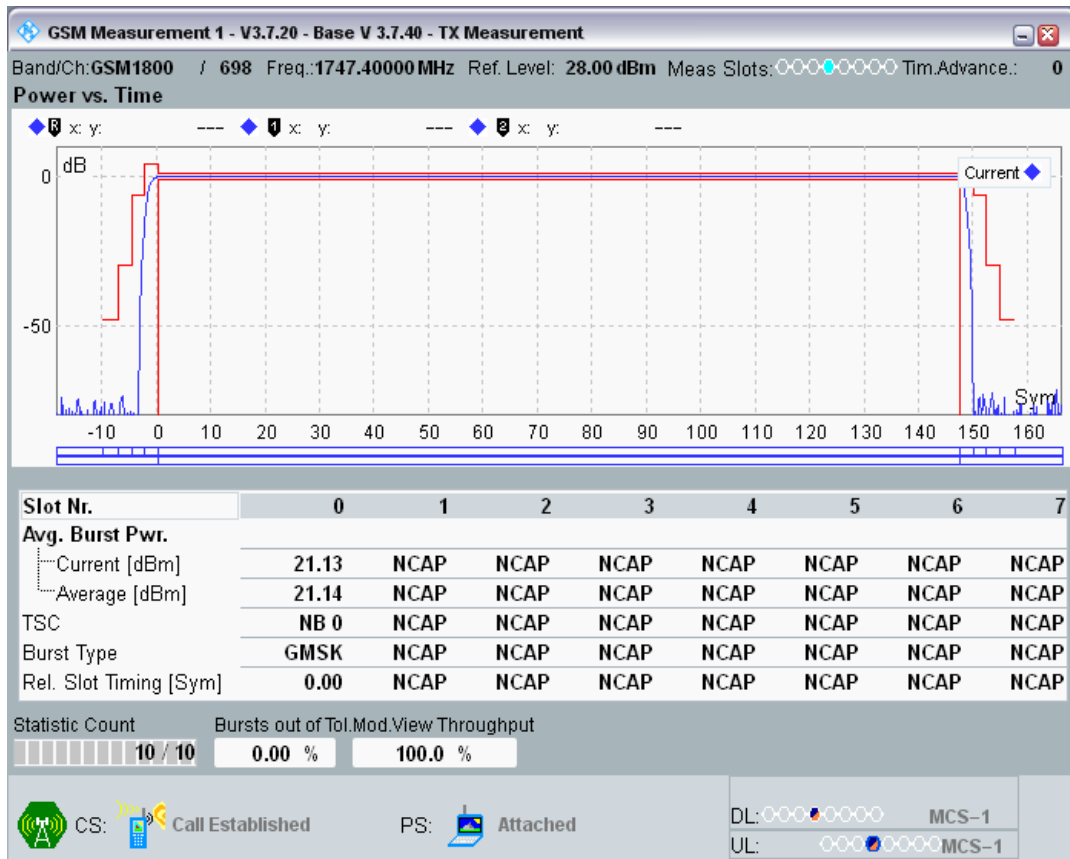 GSM Measurement 1 - V3.7.20 - Base V 3.7.40 - TX Measurement
Band/Ch:GSM1800 / 698 Freq.:1747.40000 MHz Ref. Level: 28.00 dBm Meas Slots: Tim.Advance.: 0
Power vs. Time
R x: y: --- 1 x: y: --- 2 x: y: ---
dB
Current
0
-50
Sym
-10 0 10 20 30 40 50 60 70 80 90 100 110 120 130 140 150 160
Slot Nr. 0 1 2 3 4 5 6 7
Avg. Burst Pwr.
Current [dBm] 21.13 NCAP NCAP NCAP NCAP NCAP NCAP NCAP
Average [dBm] 21.14 NCAP NCAP NCAP NCAP NCAP NCAP NCAP
TSC NB 0 NCAP NCAP NCAP NCAP NCAP NCAP NCAP
Burst Type GMSK NCAP NCAP NCAP NCAP NCAP NCAP NCAP
Rel. Slot Timing [Sym] 0.00 NCAP NCAP NCAP NCAP NCAP NCAP NCAP
Statistic Count Bursts out of Tol.Mod.View Throughput
10 / 10 0.00 % 100.0 %
CS: Call Established PS: Attached DL: MCS-1
UL: MCS-1